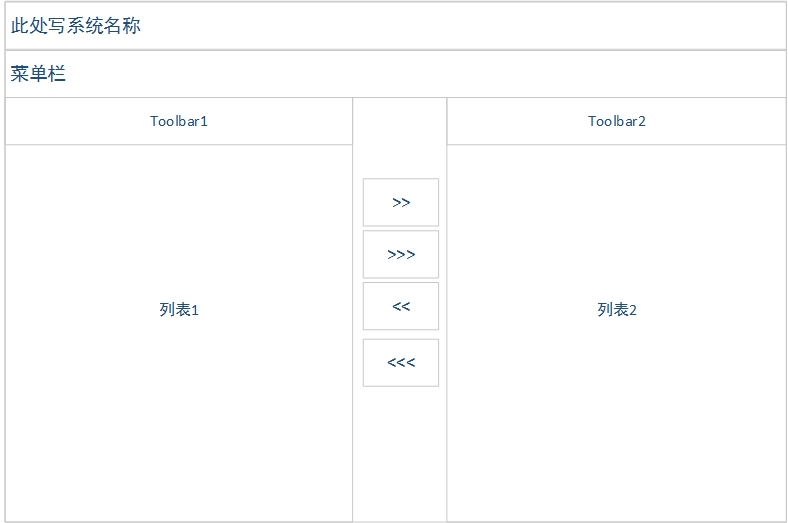 此处写系统名称
菜单栏
Toolbar1
Toolbar2
>>
>>>
<<
<<<
列表1
列表2